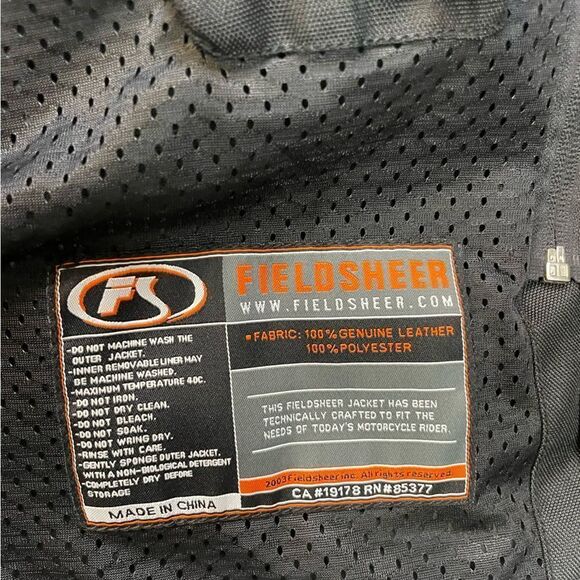 FS
FIELDSHEER
WWW.FIELDSHEER.COM
FABRIC: 100% GENUINE LEATHER
100% POLYESTER
-DO NOT MACHINE WASH THE
OUTER JACKET.
-INNER REMOVABLE LINER MAY
BE MACHINE WASHED.
-MAXIMUM TEMPERATURE 40C.
-DO NOT IRON.
-DO NOT DRY CLEAN.
-DO NOT BLEACH.
-DO NOT SOAK.
-DO NOT WRING DRY.
-RINSE WITH CARE.
-GENTLY SPONGE OUTER JACKET.
WITH A NON-BIOLOGICAL DETERGENT
-COMPLETELY DRY BEFORE
STORAGE
MADE IN CHINA
THIS FIELDSHEER JACKET HAS BEEN
TECHNICALLY CRAFTED TO FIT THE
NEEDS OF TODAY'S MOTORCYCLE RIDER.
2003 Fieldsheer inc. All rights reserved.
CA #19178 RN #85377